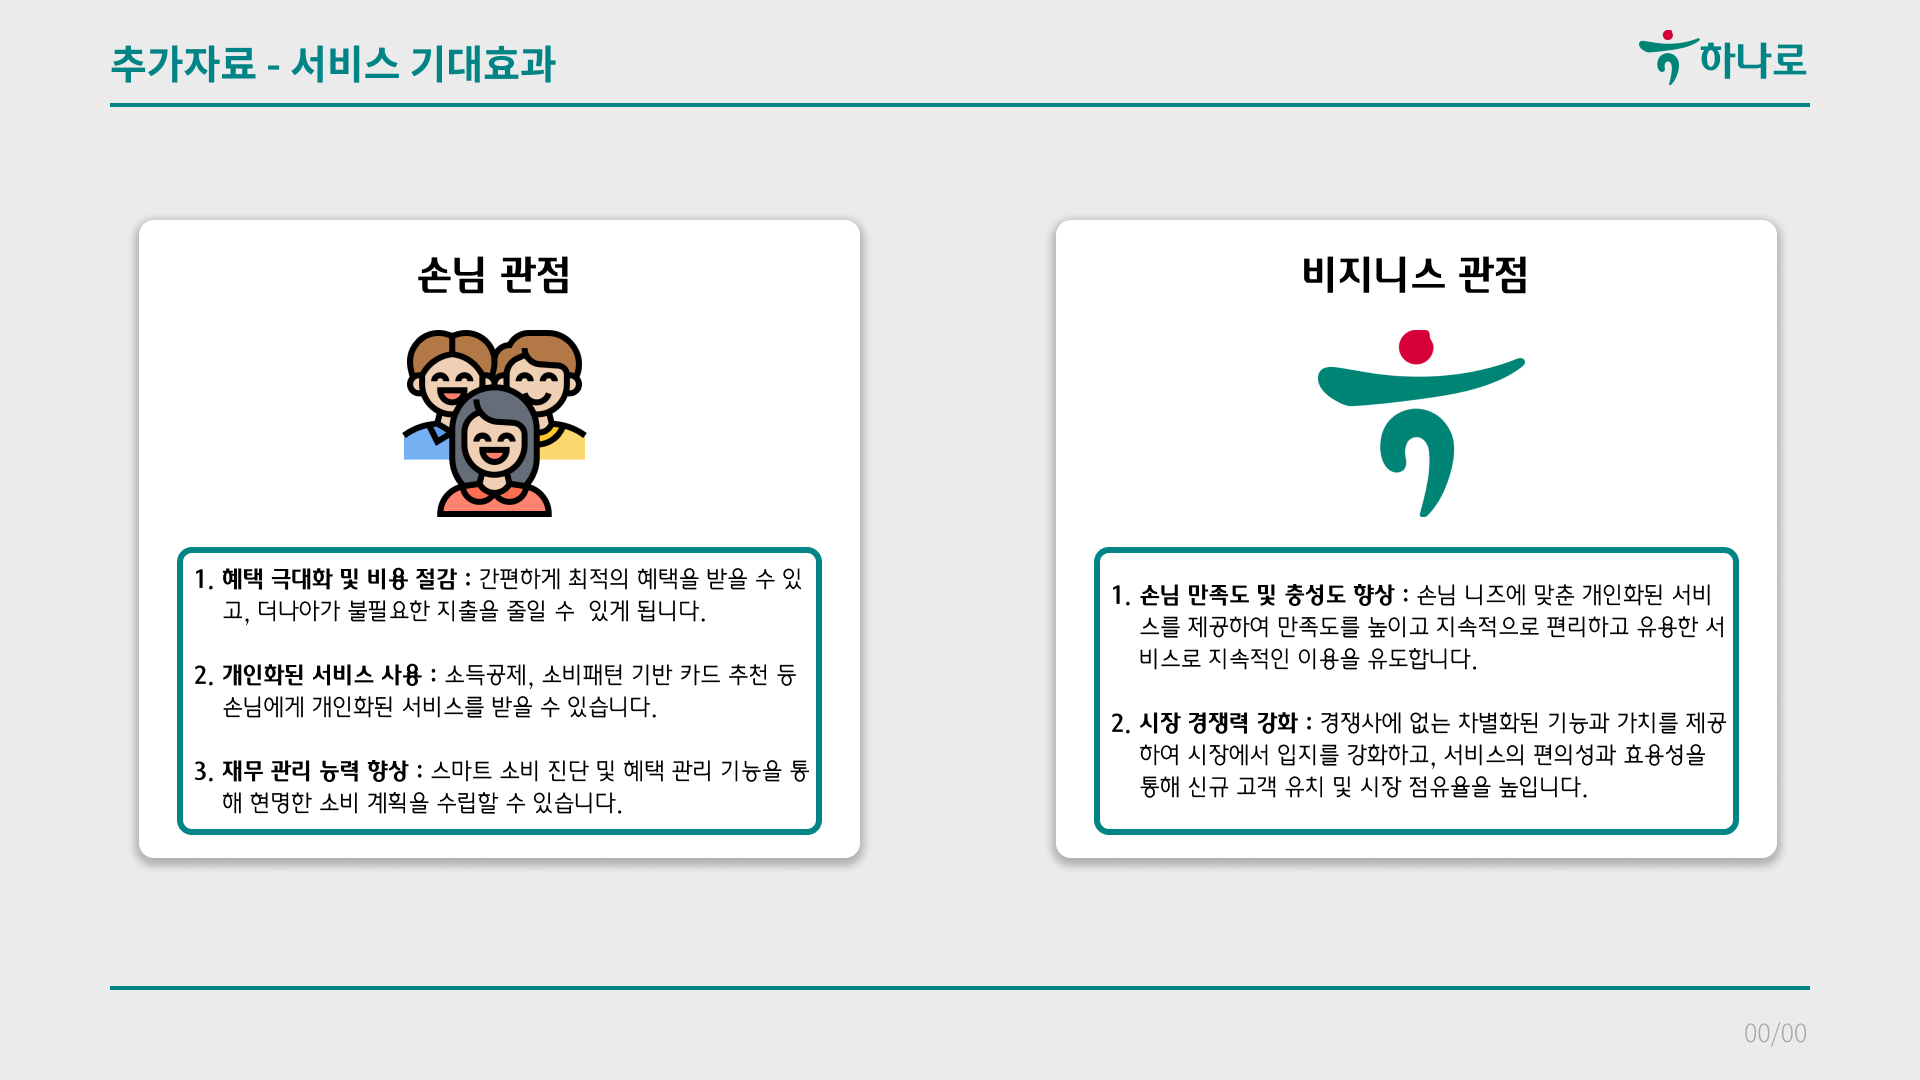 추가자료 - 서비스 기대효과
하나로
손님 관점
1. 혜택 극대화 및 비용 절감 : 간편하게 최적의 혜택을 받을 수 있
고, 더나아가 불필요한 지출을 줄일 수  있게 됩니다.
2. 개인화된 서비스 사용 : 소득공제, 소비패턴 기반 카드 추천 등
손님에게 개인화된 서비스를 받을 수 있습니다.
3. 재무 관리 능력 향상 : 스마트 소비 진단 및 혜택 관리 기능을 통
해 현명한 소비 계획을 수립할 수 있습니다.
비지니스 관점
1. 손님 만족도 및 충성도 향상 : 손님 니즈에 맞춘 개인화된 서비
스를 제공하여 만족도를 높이고 지속적으로 편리하고 유용한 서
비스로 지속적인 이용을 유도합니다.
2. 시장 경쟁력 강화 : 경쟁사에 없는 차별화된 기능과 가치를 제공
하여 시장에서 입지를 강화하고, 서비스의 편의성과 효용성을
통해 신규 고객 유치 및 시장 점유율을 높입니다.
00/00